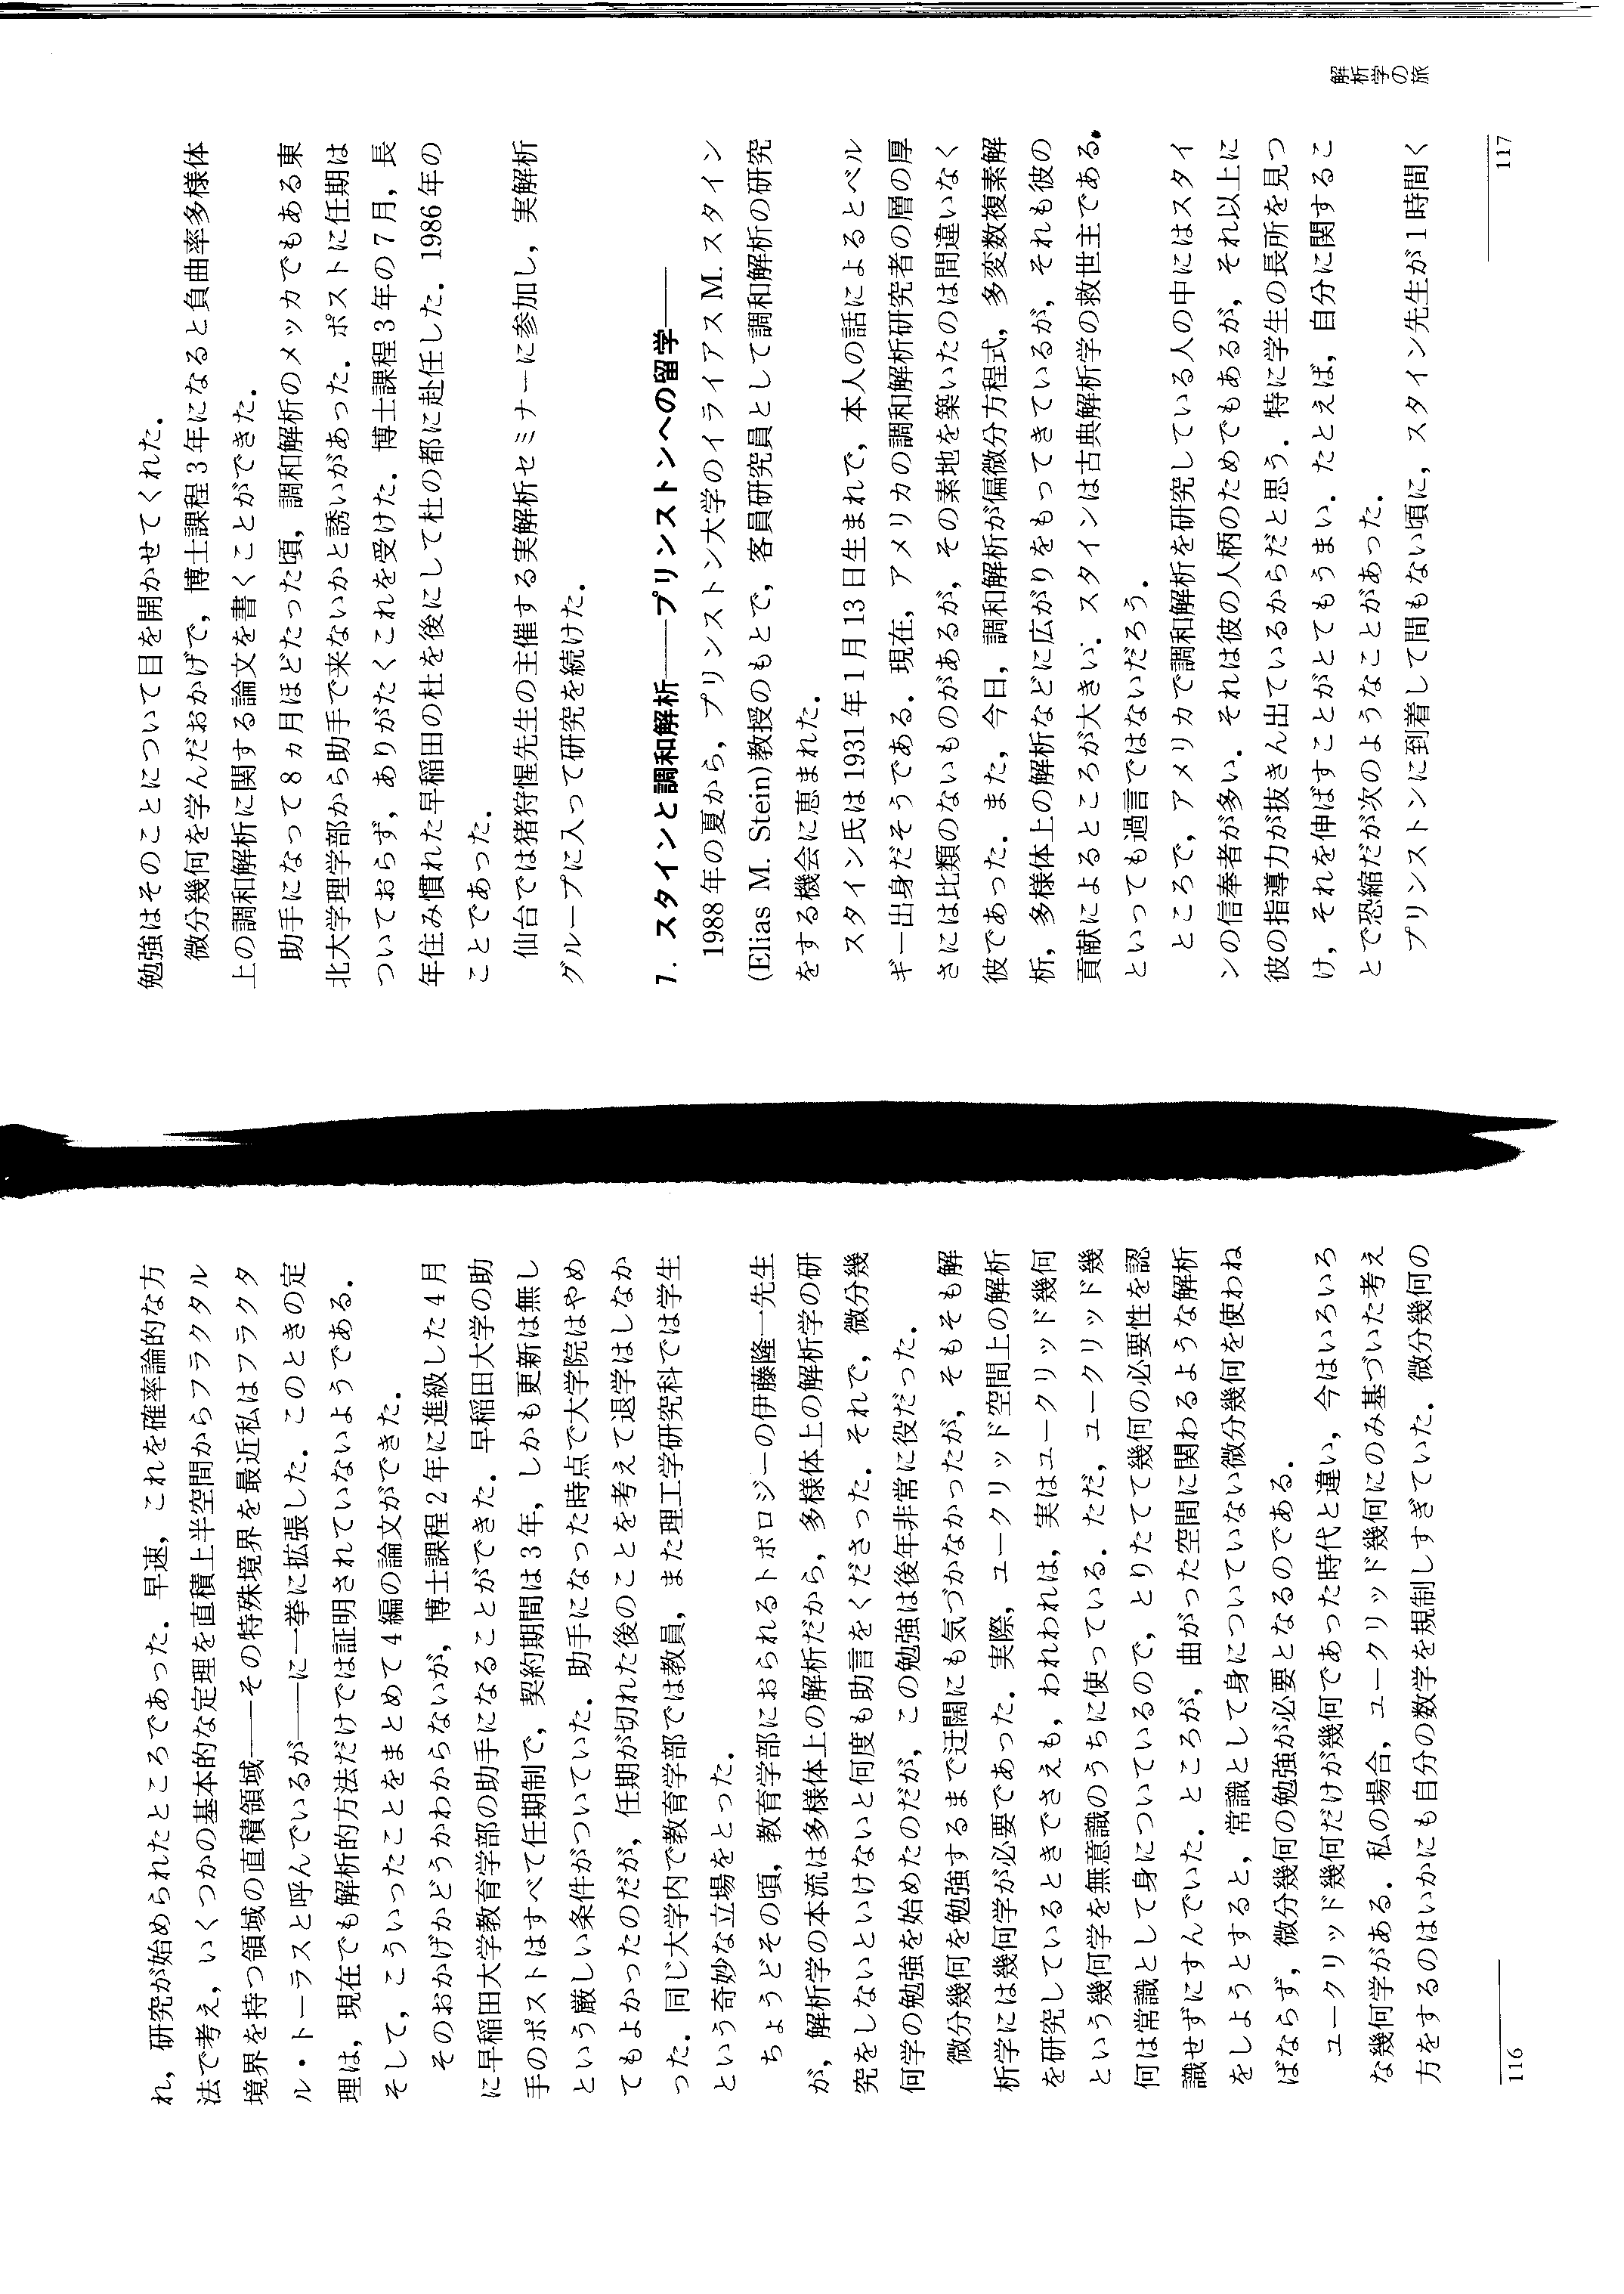 れ，研究が始められたところであった．早速，これを確率論的な方
法で考え，いくつかの基本的な定理を直積上半空間からフラクタル
境界を持つ領域の直積領域——その特殊境界を最近私はフラクタ
ル・トーラスと呼んでいるが——に一挙に拡張した．このときの定
理は，現在でも解析的方法だけでは証明されていないようである．
そして，こういったことをまとめて4編の論文ができた．
そのおかげかどうかわからないが，博士課程2年に進級した4月
に早稲田大学教育学部の助手になることができた．早稲田大学の助
手のポストはすべて任期制で，契約期間は3年，しかも更新は無し
という厳しい条件がついていた．助手になった時点で大学院はやめ
てもよかったのだが，任期が切れた後のことを考えて退学はしなか
った．同じ大学内で教育学部では教員，また理工学研究科では学生
という奇妙な立場をとった．
ちょうどその頃，教育学部におられるトポロジーの伊藤隆一先生
が，解析学の本流は多様体上の解析だから，多様体上の解析学の研
究をしないといけないと何度も助言をくださった．それで，微分幾
何学の勉強を始めたのだが，この勉強は後年非常に役だった．
微分幾何を勉強するまで迂闊にも気づかなかったが，そもそも解
析学には幾何学が必要であった．実際，ユークリッド空間上の解析
を研究しているときでさえも，われわれは，実はユークリッド幾何
という幾何学を無意識のうちに使っている．ただ，ユークリッド幾
何は常識として身についているので，とりたてて幾何の必要性を認
識せずにすんでいた．ところが，曲がった空間に関わるような解析
をしようとすると，常識として身についていない微分幾何を使わね
ばならず，微分幾何の勉強が必要となるのである．
ユークリッド幾何だけが幾何であった時代と違い，今はいろいろ
な幾何学がある．私の場合，ユークリッド幾何にのみ基づいた考え
方をするのはいかにも自分の数学を規制しすぎていた．微分幾何の
116
勉強はそのことについて目を開かせてくれた．
微分幾何を学んだおかげで，博士課程3年になると負曲率多様体
上の調和解析に関する論文を書くことができた．
助手になって8ヵ月ほどたった頃，調和解析のメッカでもある東
北大学理学部から助手で来ないかと誘いがあった．ポストに任期は
ついておらず，ありがたくこれを受けた．博士課程3年の7月，長
年住み慣れた早稲田の杜を後にして杜の都に赴任した．1986年の
ことであった．
仙台では猪狩惺先生の主催する実解析セミナーに参加し，実解析
グループに入って研究を続けた．
7. スタインと調和解析——プリンストンへの留学——
1988年の夏から，プリンストン大学のイライアス M. スタイン
(Elias M. Stein)教授のもとで，客員研究員として調和解析の研究
をする機会に恵まれた．
スタイン氏は1931年1月13日生まれで，本人の話によるとベル
ギー出身だそうである．現在，アメリカの調和解析研究者の層の厚
さには比類のないものがあるが，その素地を築いたのは間違いなく
彼であった．また，今日，調和解析が偏微分方程式，多変数複素解
析，多様体上の解析などに広がりをもってきているが，それも彼の
貢献によるところが大きい．スタインは古典解析学の救世主である．
といっても過言ではないだろう．
ところで，アメリカで調和解析を研究している人の中にはスタイ
ンの信奉者が多い．それは彼の人柄のためでもあるが，それ以上に
彼の指導力が抜きん出ているからだと思う．特に学生の長所を見つ
け，それを伸ばすことがとてもうまい．たとえば，自分に関するこ
とで恐縮だが次のようなことがあった．
プリンストンに到着して間もない頃に，スタイン先生が1時間く
解析学の旅
117